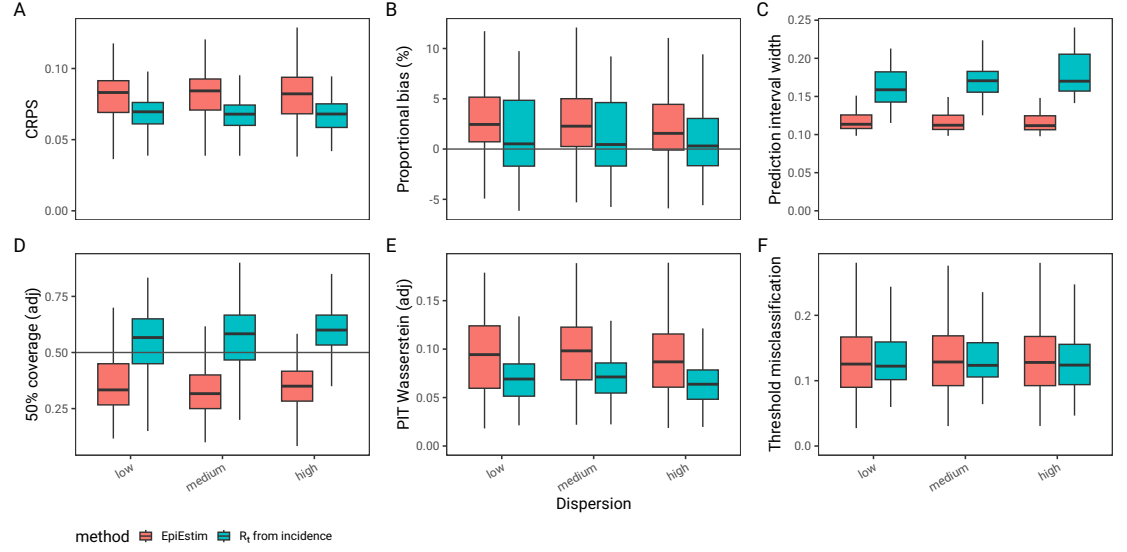 A
CRPS
0.10
0.05
0.00
B
Proportional bias (%)
10
5
0
-5
C
Prediction interval width
0.25
0.20
0.15
0.10
0.05
0.00
D
50% coverage (adj)
0.75
0.50
0.25
low
medium
high
E
PIT Wasserstein (adj)
0.15
0.10
0.05
0.00
low
medium
high
F
Threshold misclassification
0.2
0.1
0.0
low
medium
high
Dispersion
method EpiEstim Rt from incidence